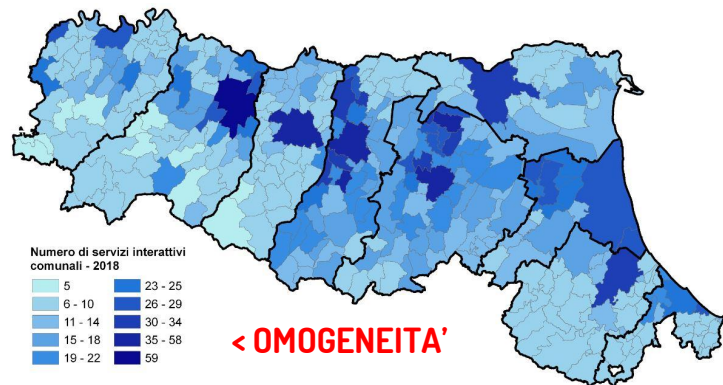 Numero di servizi interattivi
comunali - 2018
5
6 - 10
11 - 14
15 - 18
19 - 22
23 - 25
26 - 29
30 - 34
35 - 58
59
< OMOGENEITA’